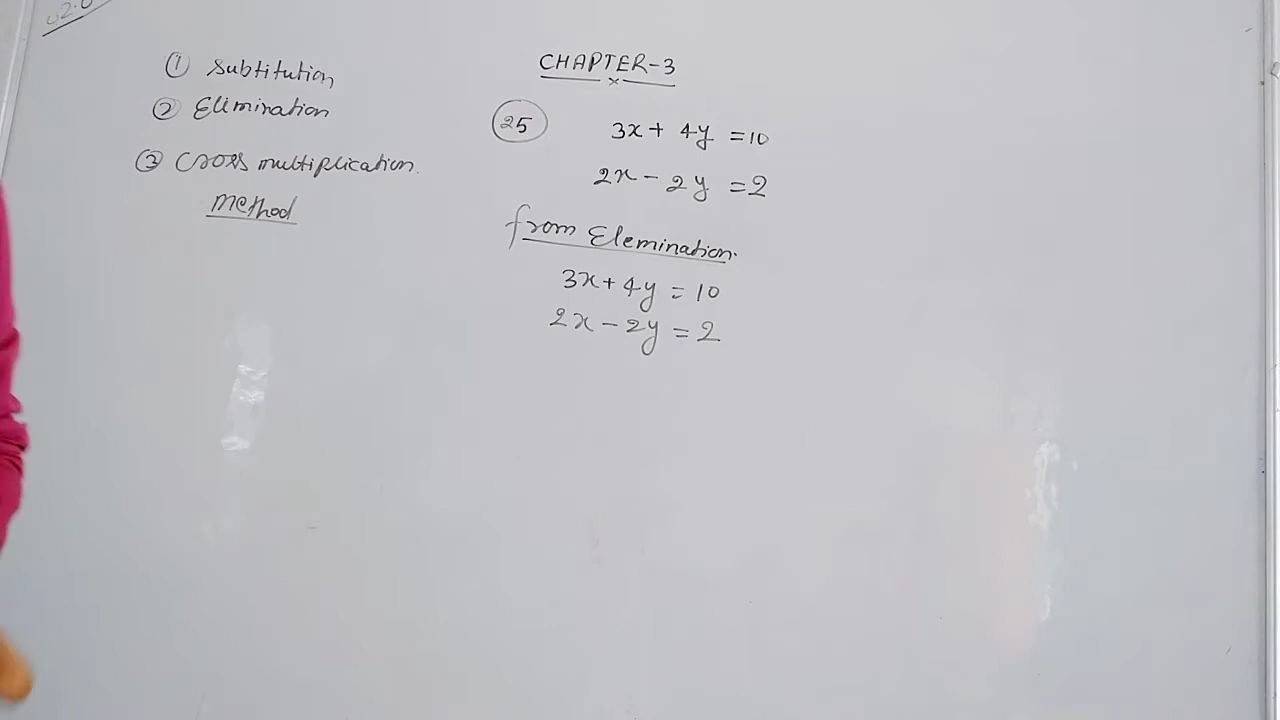 ① Substitution
② Elimination
③ Cross multiplication.
Method
CHAPTER-3
25 3x + 4y = 10
2x - 2y = 2
from Elemination.
3x + 4y = 10
2x - 2y = 2